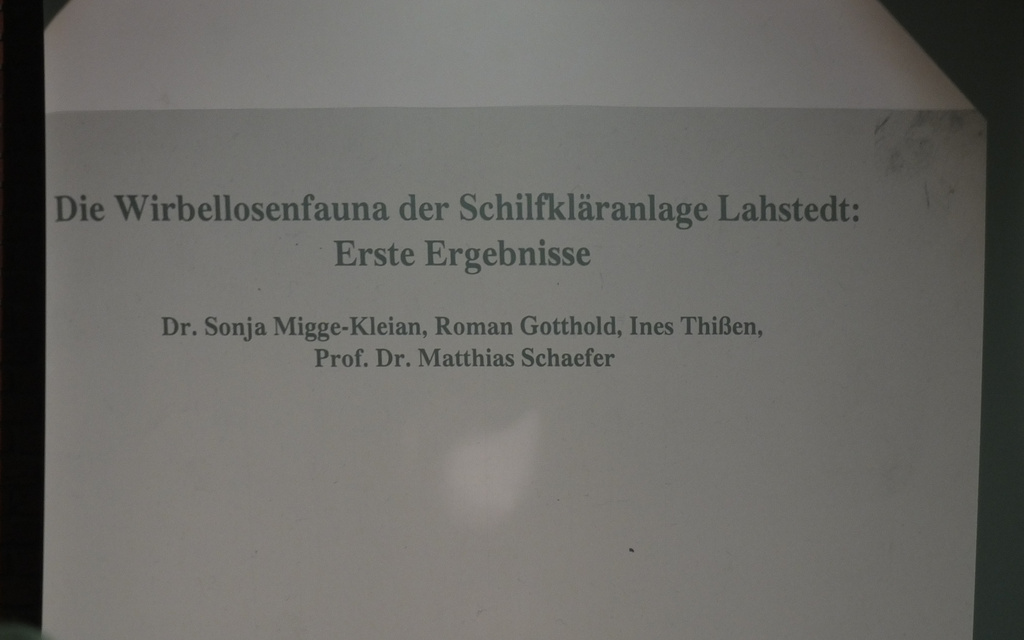 Die Wirbellosenfauna der Schilfkläranlage Lahstedt:
Erste Ergebnisse
Dr. Sonja Migge-Kleian, Roman Gotthold, Ines Thißen,
Prof. Dr. Matthias Schaefer